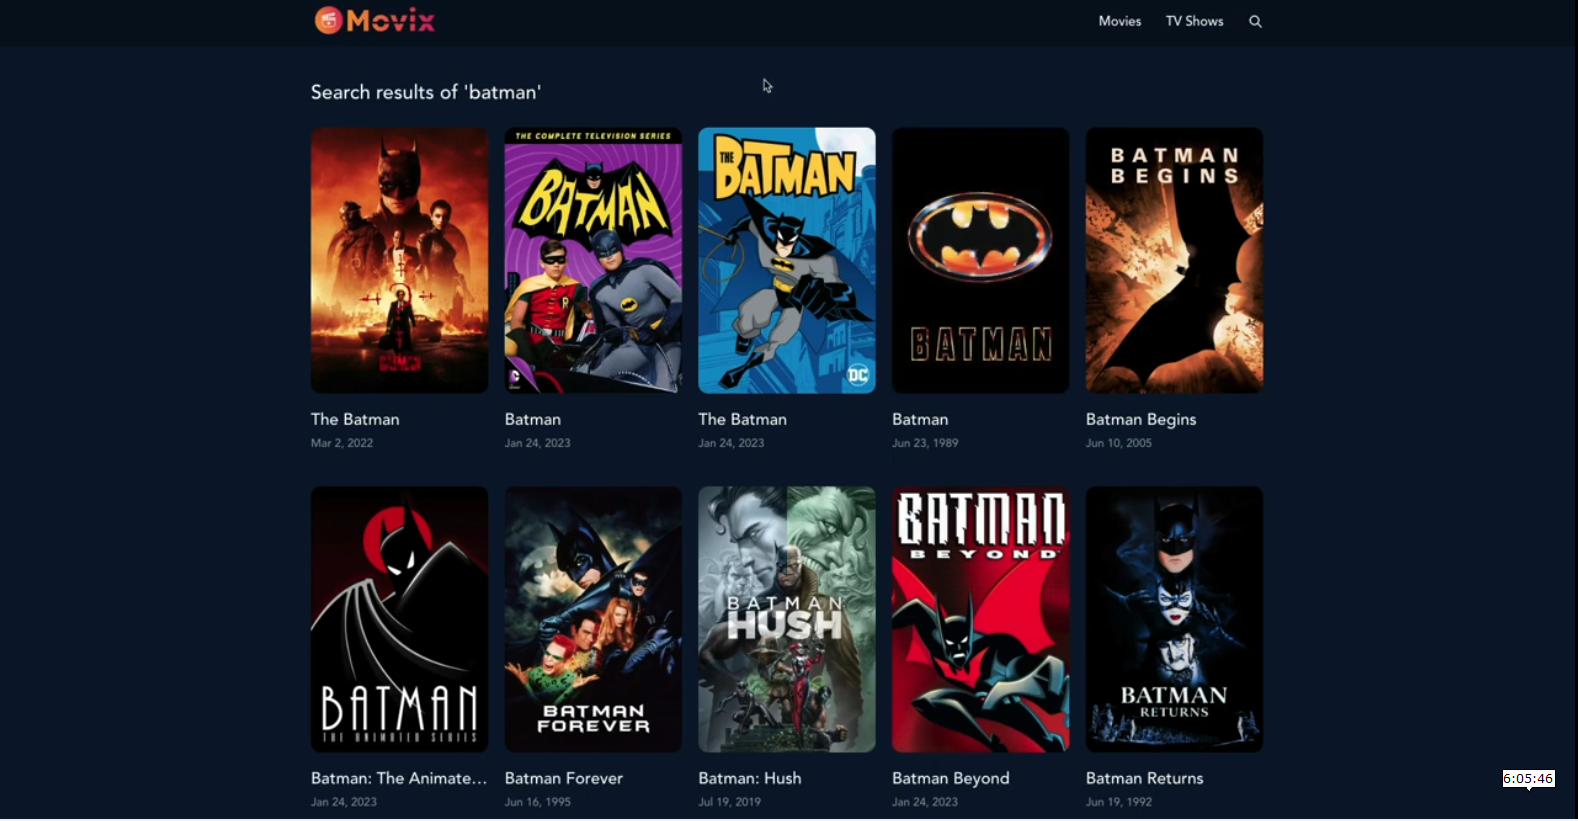 Movix
Movies
TV Shows
Search results of 'batman'
THE COMPLETE TELEVISION SERIES
BATMAN
R
THE
BATMAN
DC
BATMAN
BATMAN
BEGINS
The Batman
Batman
The Batman
Batman
Batman Begins
Mar 2, 2022
Jan 24, 2023
Jan 24, 2023
Jun 23, 1989
Jun 10, 2005
BATMAN
THE ANIMATED SERIES
BATMAN
FOREVER
BATMAN
HUSH
BATMAN
BEYOND
BATMAN
RETURNS
Batman: The Animate...
Batman Forever
Batman: Hush
Batman Beyond
Batman Returns
Jan 24, 2023
Jun 16, 1995
Jul 19, 2019
Jan 24, 2023
Jun 19, 1992
6:05:46